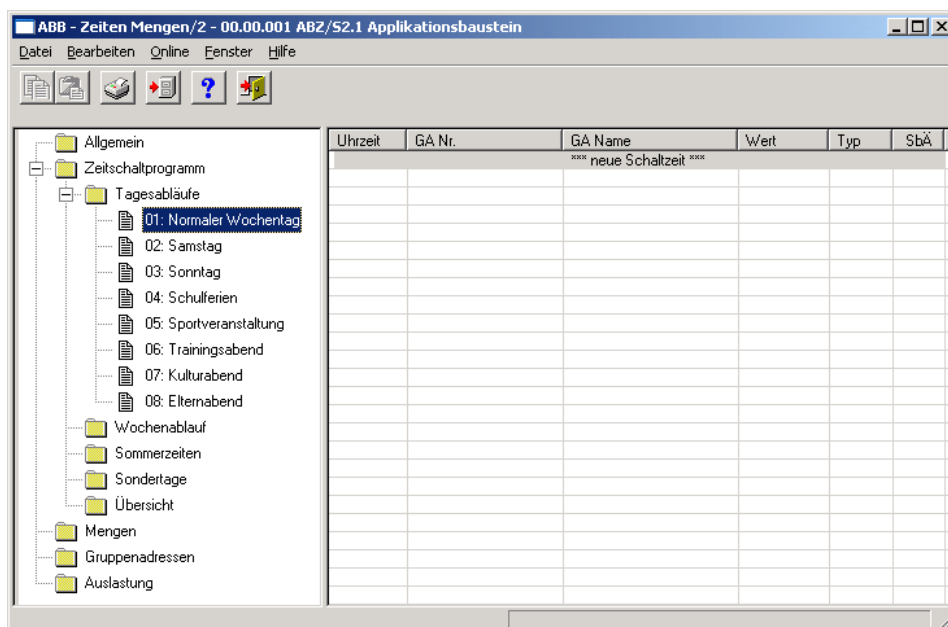 ABB - Zeiten Mengen/2 - 00.00.001 ABZ/S2.1 Applikationsbaustein
Datei Bearbeiten Online Fenster Hilfe
Allgemein
Zeitschaltprogramm
Tagesabläufe
01: Normaler Wochentag
02: Samstag
03: Sonntag
04: Schulferien
05: Sportveranstaltung
06: Trainingsabend
07: Kulturabend
08: Elternabend
Wochenablauf
Sommerzeiten
Sondertage
Übersicht
Mengen
Gruppenadressen
Auslastung
Uhrzeit GA Nr. GA Name Wert Typ SbÄ
*** neue Schaltzeit ***